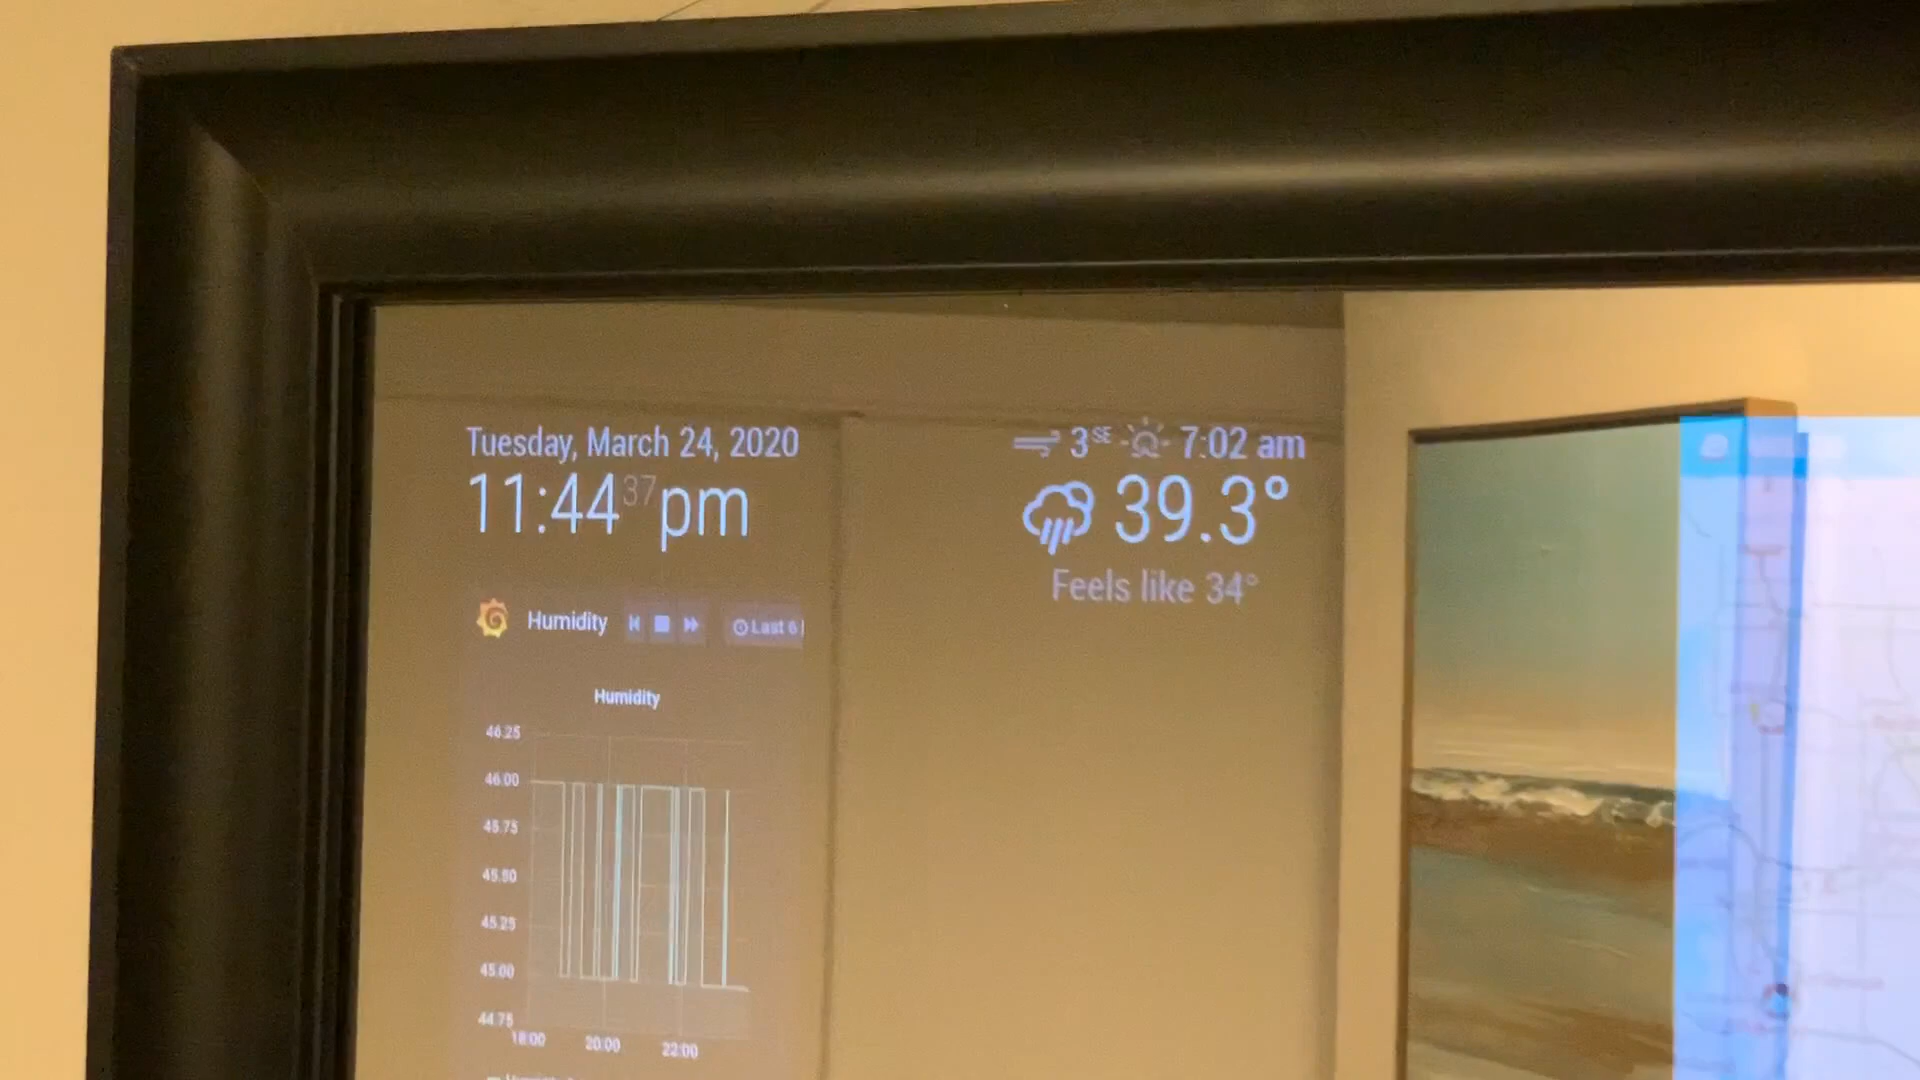 Tuesday, March 24, 2020
11:44 37 pm
3 SE 7:02 am
39.3°
Feels like 34°
Humidity
Last 6
Humidity
46.25
46.00
45.75
45.50
45.25
45.00
44.75
18:00 20:00 22:00